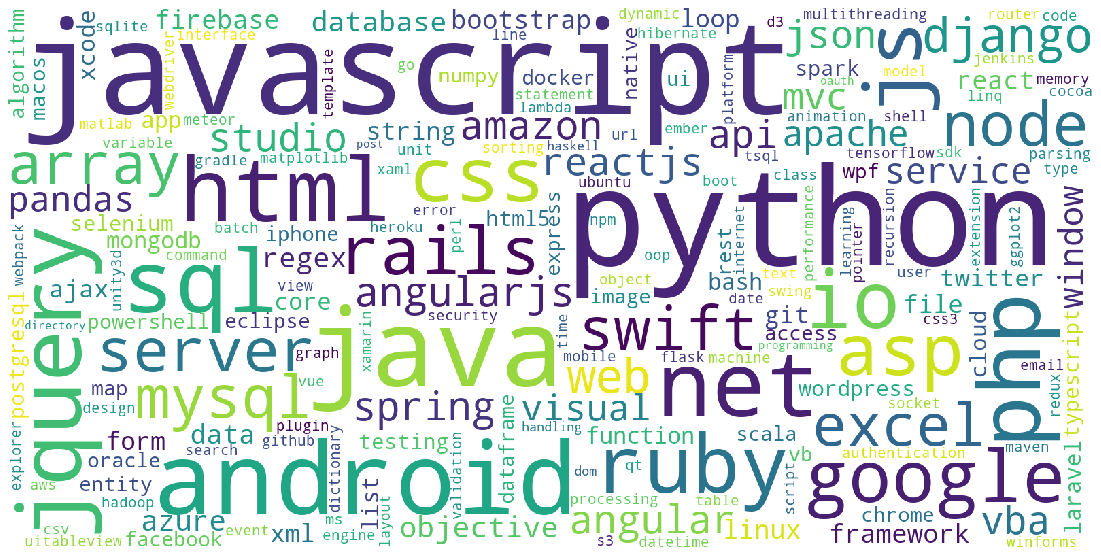 javascript
python
java
html
android
sql
jquery
php
css
rails
ruby
net
google
swift
mysql
server
asp
io
js
node
django
excel
array
angularjs
angular
reactjs
spring
web
visual
studio
amazon
api
apache
json
mvc
react
service
window
typescript
laravel
vba
framework
linux
objective
azure
facebook
xml
list
data
form
entity
oracle
map
powershell
postgresql
explorer
ajax
mongodb
selenium
pandas
regex
core
eclipse
iphone
string
app
macos
algorithm
xcode
sqlite
firebase
interface
webdriver
database
line
bootstrap
dynamic
hibernate
loop
d3
multithreading
router
code
jenkins
model
oauth
spark
platform
native
ui
docker
numpy
go
template
statement
lambda
matlab
meteor
variable
gradle
matplotlib
unit
post
sorting
haskell
url
ember
tsql
animation
shell
linq
memory
cocoa
parsing
type
sdk
tensorflow
wpf
class
boot
ubuntu
xaml
error
batch
command
heroku
perl
html5
express
npm
oop
object
rest
internet
text
performance
learning
pointer
recursion
user
extension
ggplot2
twitter
file
css3
cloud
swing
date
bash
image
git
access
programming
machine
flask
mobile
time
security
view
unity3d
webpack
directory
design
vue
graph
xamarin
plugin
github
search
hadoop
aws
csv
uitableview
event
engine
ms
dictionary
layout
testing
validation
dataframe
handling
function
dom
qt
processing
s3
datetime
table
script
scala
vb
wordpress
socket
authentication
chrome
maven
redux
email
winforms